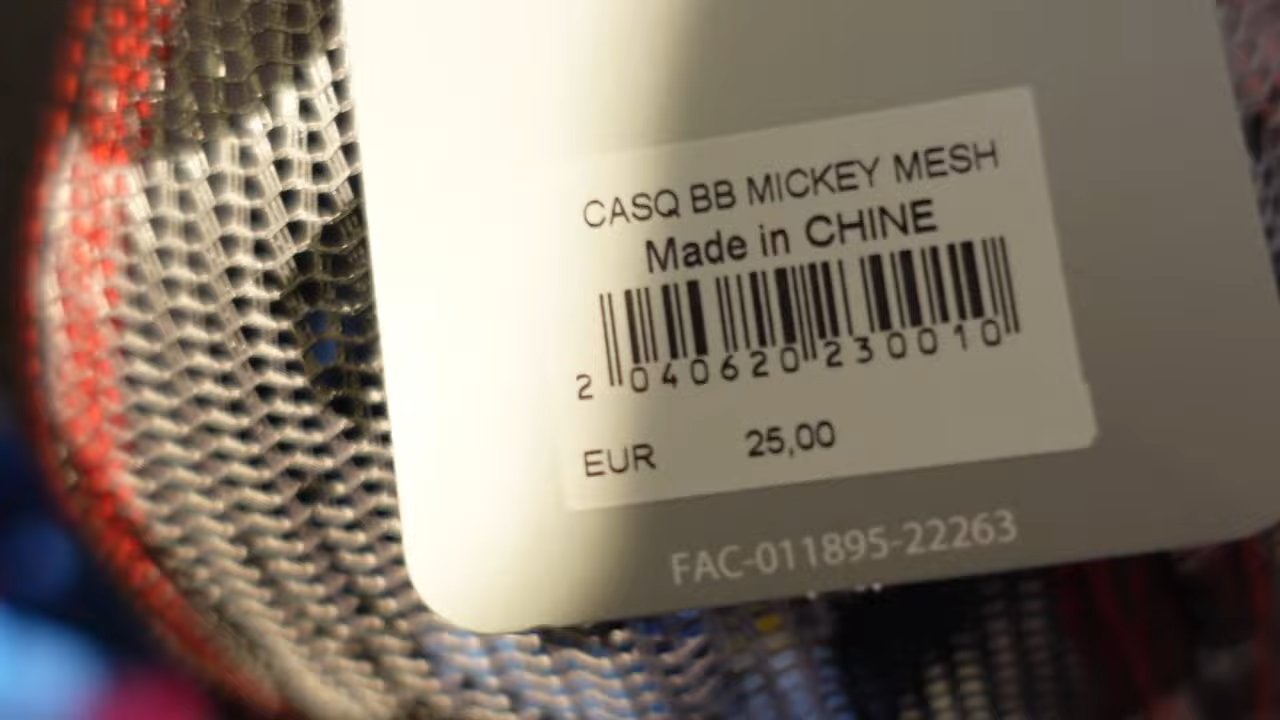 CASQ BB MICKEY MESH
Made in CHINE
2 040620 230010
EUR 25,00
FAC-011895-22263